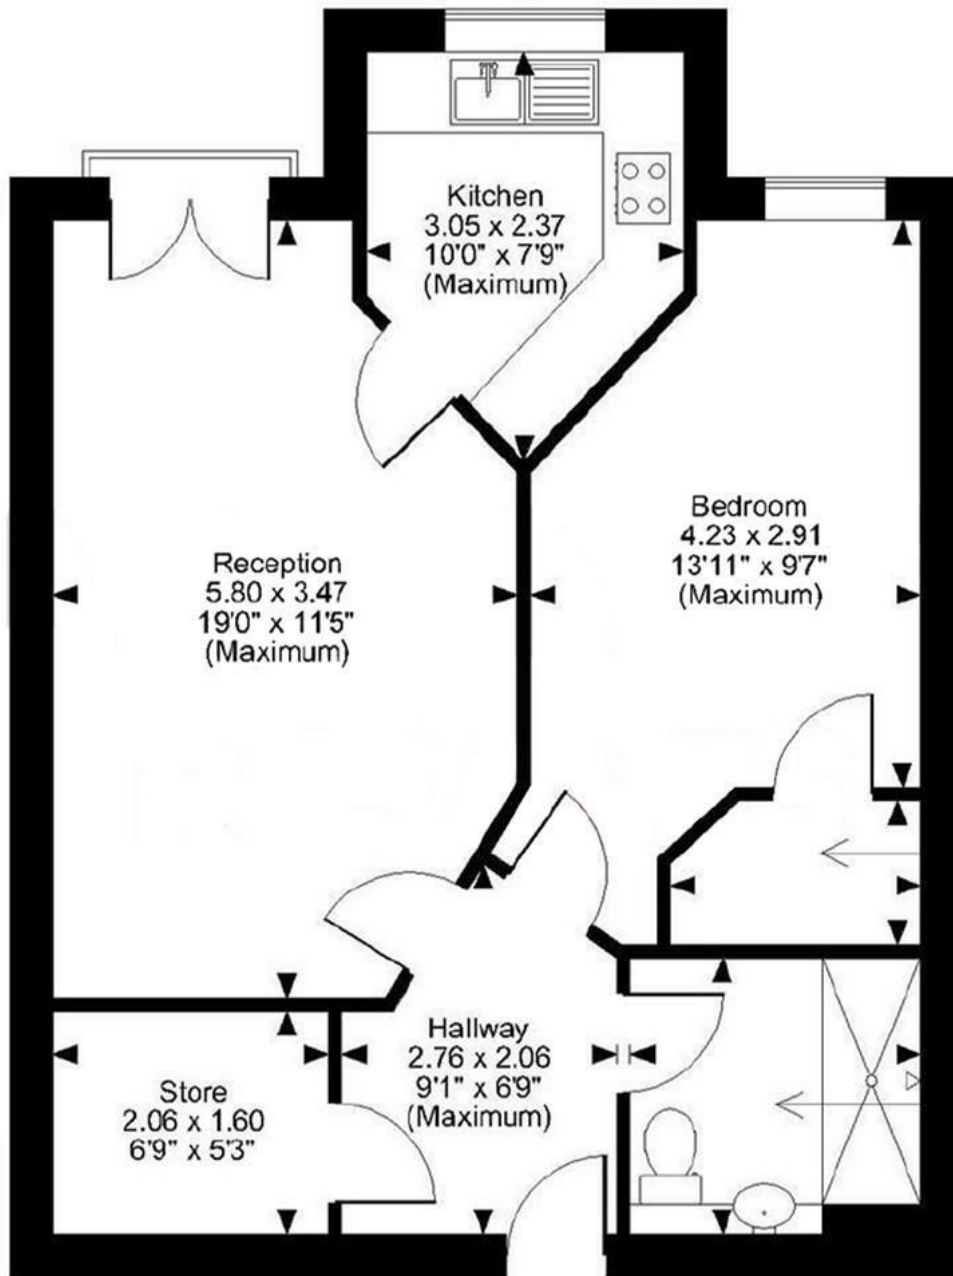 Kitchen
3.05 x 2.37
10'0" x 7'9"
(Maximum)
Bedroom
4.23 x 2.91
13'11" x 9'7"
(Maximum)
Reception
5.80 x 3.47
19'0" x 11'5"
(Maximum)
Hallway
2.76 x 2.06
9'1" x 6'9"
(Maximum)
Store
2.06 x 1.60
6'9" x 5'3"